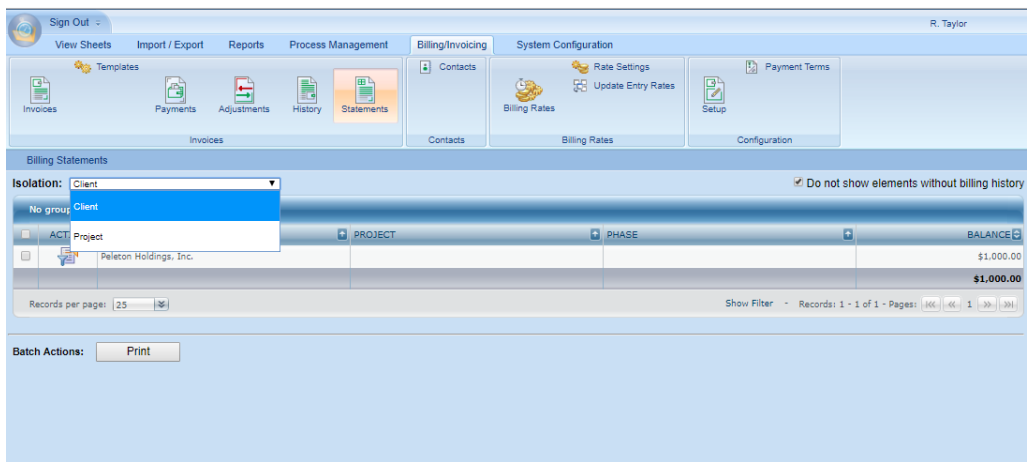 Sign Out
R. Taylor
View Sheets Import / Export Reports Process Management Billing/Invoicing System Configuration
Templates Contacts Rate Settings Payment Terms
Update Entry Rates
Invoices Payments Adjustments History Statements Billing Rates Setup
Invoices Contacts Billing Rates Configuration
Billing Statements
Isolation: Client Do not show elements without billing history
No group
Client
ACT PROJECT PHASE BALANCE
Project
Peleton Holdings, Inc. $1,000.00
$1,000.00
Records per page: 25 Show Filter - Records: 1 - 1 of 1 - Pages: 1
Batch Actions: Print